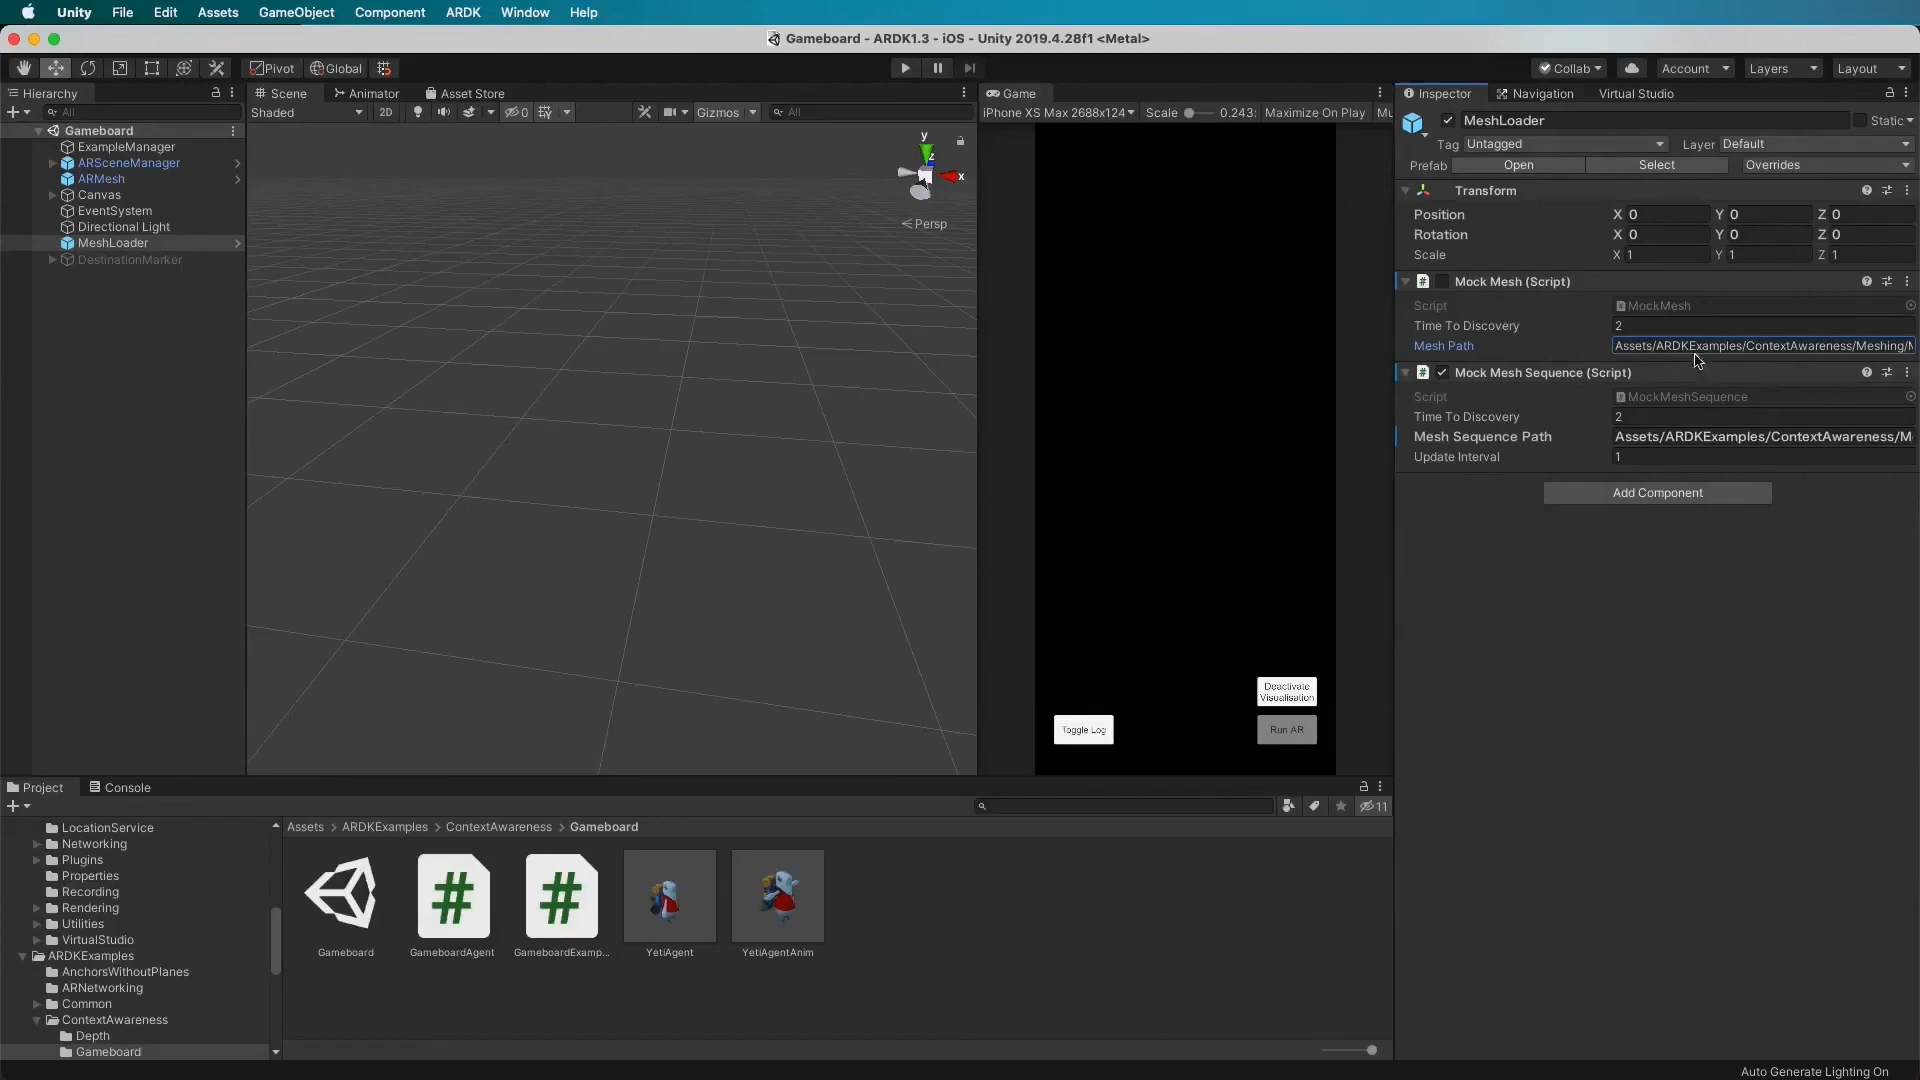 Unity File Edit Assets GameObject Component ARDK Window Help
Gameboard - ARDK1.3 - iOS - Unity 2019.4.28f1 <Metal>
Pivot Global Collab Account Layers Layout
Hierarchy
All
Gameboard
ExampleManager
ARSceneManager
ARMesh
Canvas
EventSystem
Directional Light
MeshLoader
DestinationMarker
Scene Animator Asset Store
Shaded 2D 0 Gizmos All
y
z
x
Persp
Game
iPhone XS Max 2688x124 Scale 0.243: Maximize On Play Mu
Deactivate
Visualisation
Toggle Log
Run AR
Inspector Navigation Virtual Studio
MeshLoader Static
Tag Untagged Layer Default
Prefab Open Select Overrides
Transform
Position X 0 Y 0 Z 0
Rotation X 0 Y 0 Z 0
Scale X 1 Y 1 Z 1
# Mock Mesh (Script)
Script MockMesh
Time To Discovery 2
Mesh Path Assets/ARDKExamples/ContextAwareness/Meshing/M
# Mock Mesh Sequence (Script)
Script MockMeshSequence
Time To Discovery 2
Mesh Sequence Path Assets/ARDKExamples/ContextAwareness/M
Update Interval 1
Add Component
Project Console
11
LocationService
Networking
Plugins
Properties
Recording
Rendering
Utilities
VirtualStudio
ARDKExamples
AnchorsWithoutPlanes
ARNetworking
Common
ContextAwareness
Depth
Gameboard
Assets > ARDKExamples > ContextAwareness > Gameboard
# #
Gameboard GameboardAgent GameboardExamp... YetiAgent YetiAgentAnim
Auto Generate Lighting On